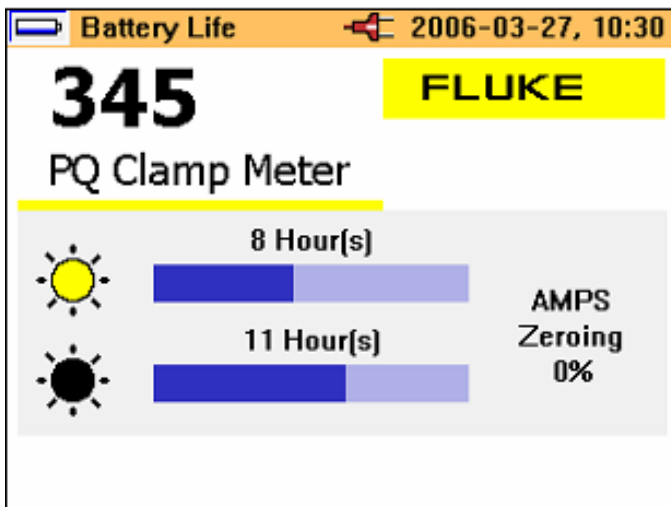 Battery Life
2006-03-27, 10:30
345
FLUKE
PQ Clamp Meter
8 Hour(s)
11 Hour(s)
AMPS
Zeroing
0%